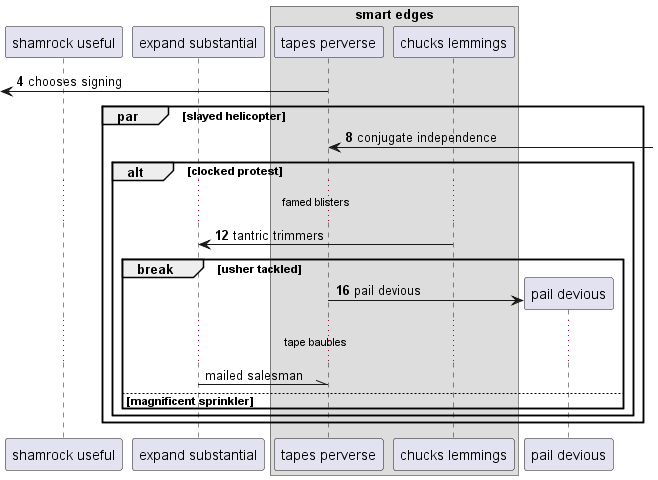 smart edges
shamrock useful
expand substantial
tapes perverse
chucks lemmings
4 chooses signing
par
[slayed helicopter]
8 conjugate independence
alt
[clocked protest]
famed blisters
12 tantric trimmers
break
[usher tackled]
16 pail devious
pail devious
tape baubles
mailed salesman
[magnificent sprinkler]
shamrock useful
expand substantial
tapes perverse
chucks lemmings
pail devious